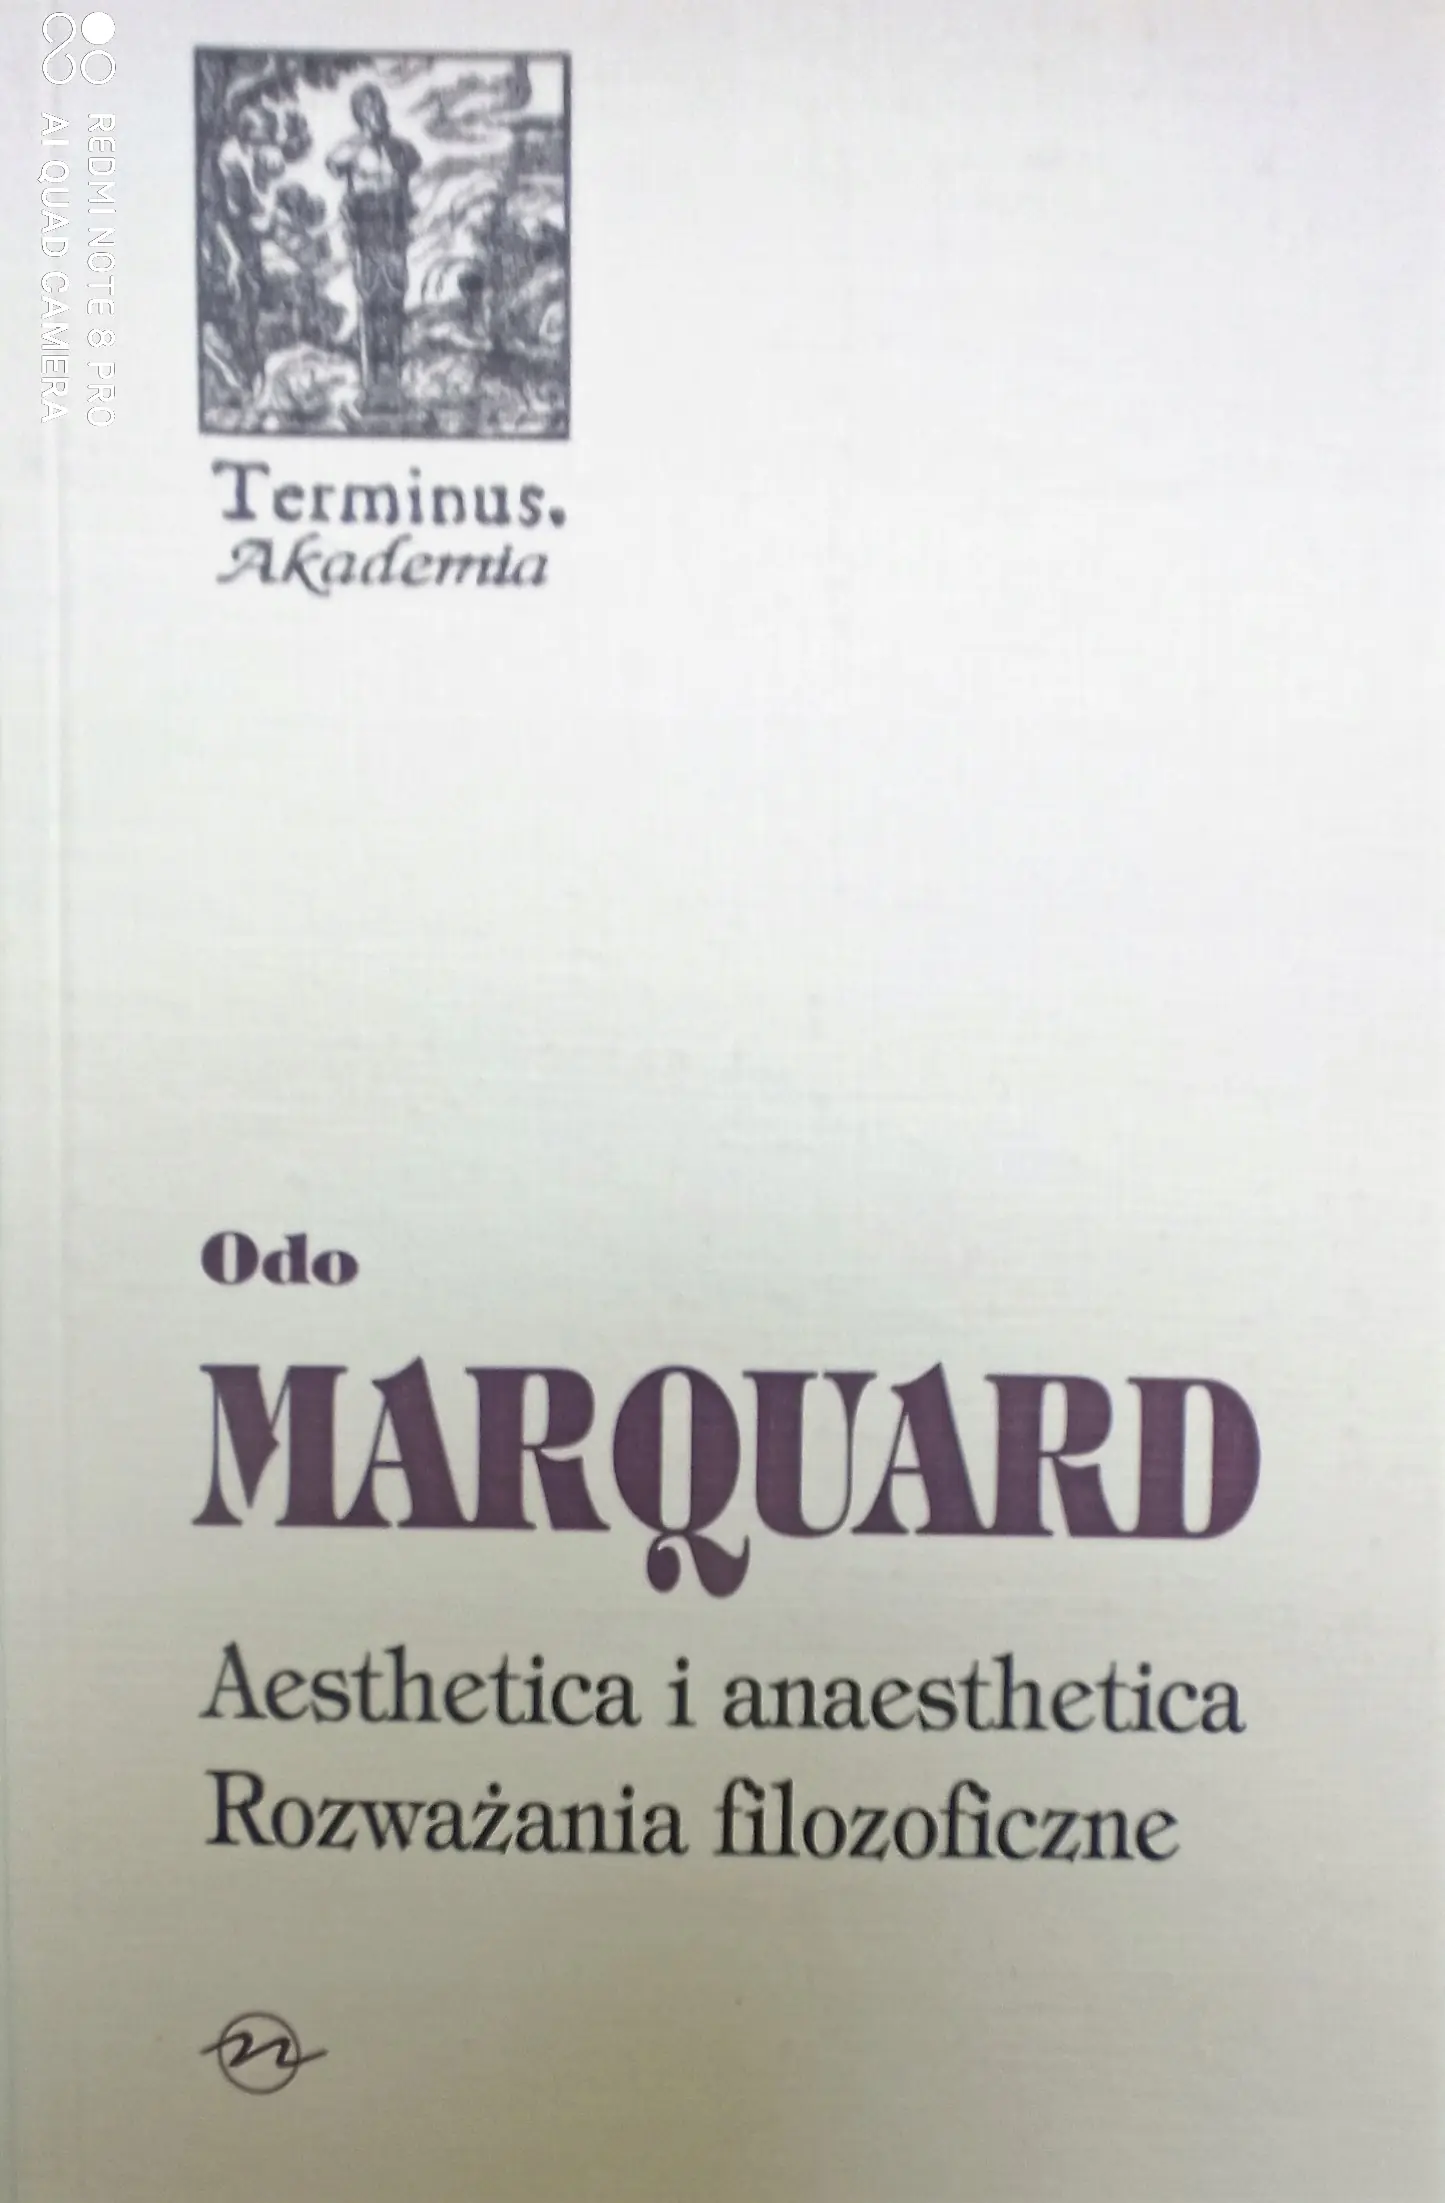 REDMI NOTE 8 PRO
AI QUAD CAMERA
Terminus.
Akademia
Odo
MARQUARD
Aesthetica i anaesthetica
Rozważania filozoficzne